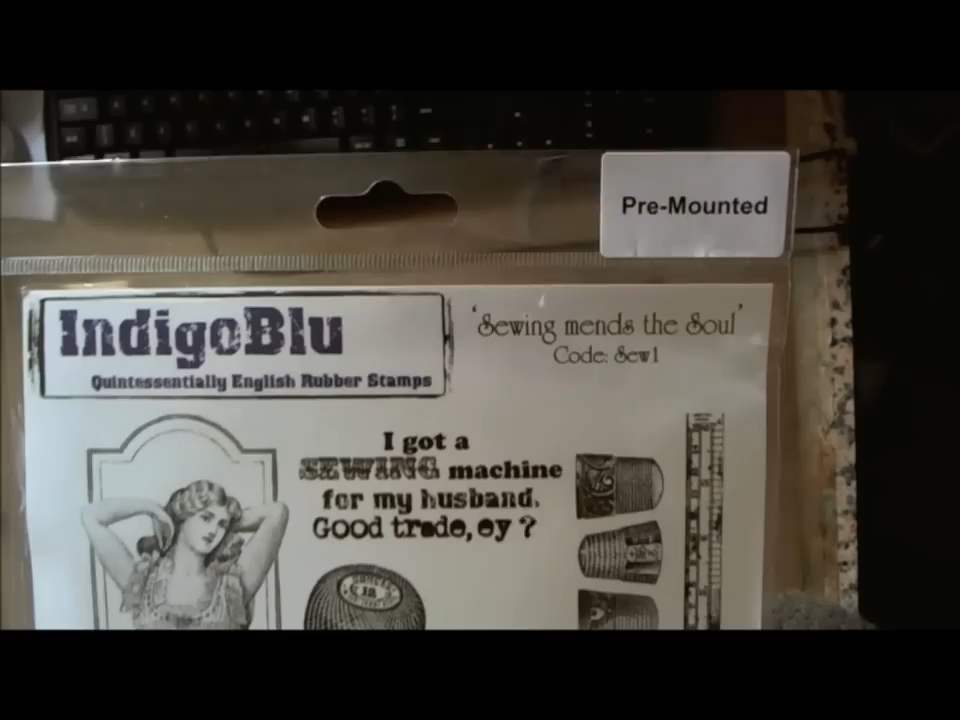 Pre-Mounted
IndigoBlu
Quintessentially English Rubber Stamps
'Sewing mends the Soul'
Code: Sew1
I got a
SEWING machine
for my husband.
Good trade, ey ?